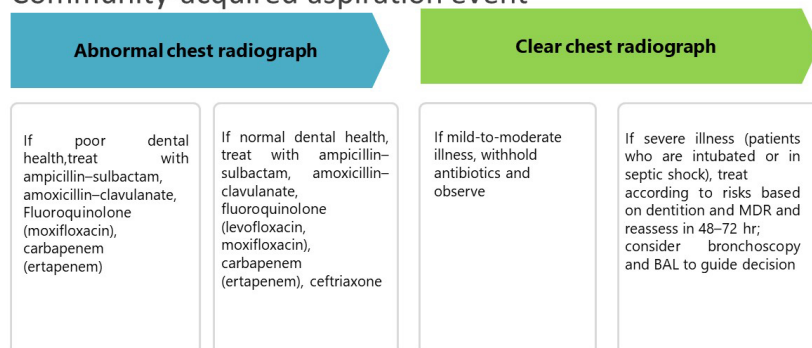 Community-acquired aspiration event
Abnormal chest radiograph
Clear chest radiograph
If poor dental
health,treat with
ampicillin–sulbactam,
amoxicillin–clavulanate,
Fluoroquinolone
(moxifloxacin),
carbapenem
(ertapenem)
If normal dental health,
treat with ampicillin–
sulbactam, amoxicillin–
clavulanate,
fluoroquinolone
(levofloxacin,
moxifloxacin),
carbapenem
(ertapenem), ceftriaxone
If mild-to-moderate
illness, withhold
antibiotics and
observe
If severe illness (patients
who are intubated or in
septic shock), treat
according to risks based
on dentition and MDR and
reassess in 48–72 hr;
consider bronchoscopy
and BAL to guide decision